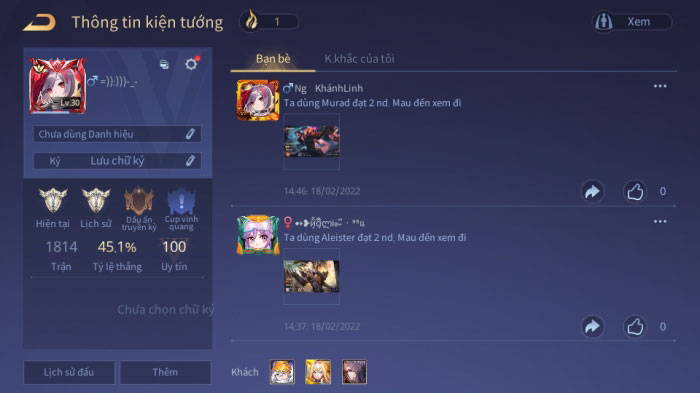 Thông tin kiện tướng
1
Xem
=)):)))-_-
Lv.30
Chưa dùng Danh hiệu
Ký Lưu chữ ký
Hiện tại
Lịch sử
Dấu ấn truyền kỳ
Cup vinh quang
1814
45.1%
100
Trận
Tỷ lệ thắng
Uy tín
Chưa chọn chữ ký
Lịch sử đấu
Thêm
Bạn bè
K.khắc của tôi
Ng KhánhLinh
Ta dùng Murad đạt 2 nd. Mau đến xem đi
14:46: 18/02/2022
0
Ta dùng Aleister đạt 2 nd. Mau đến xem đi
14:37: 18/02/2022
0
Khách